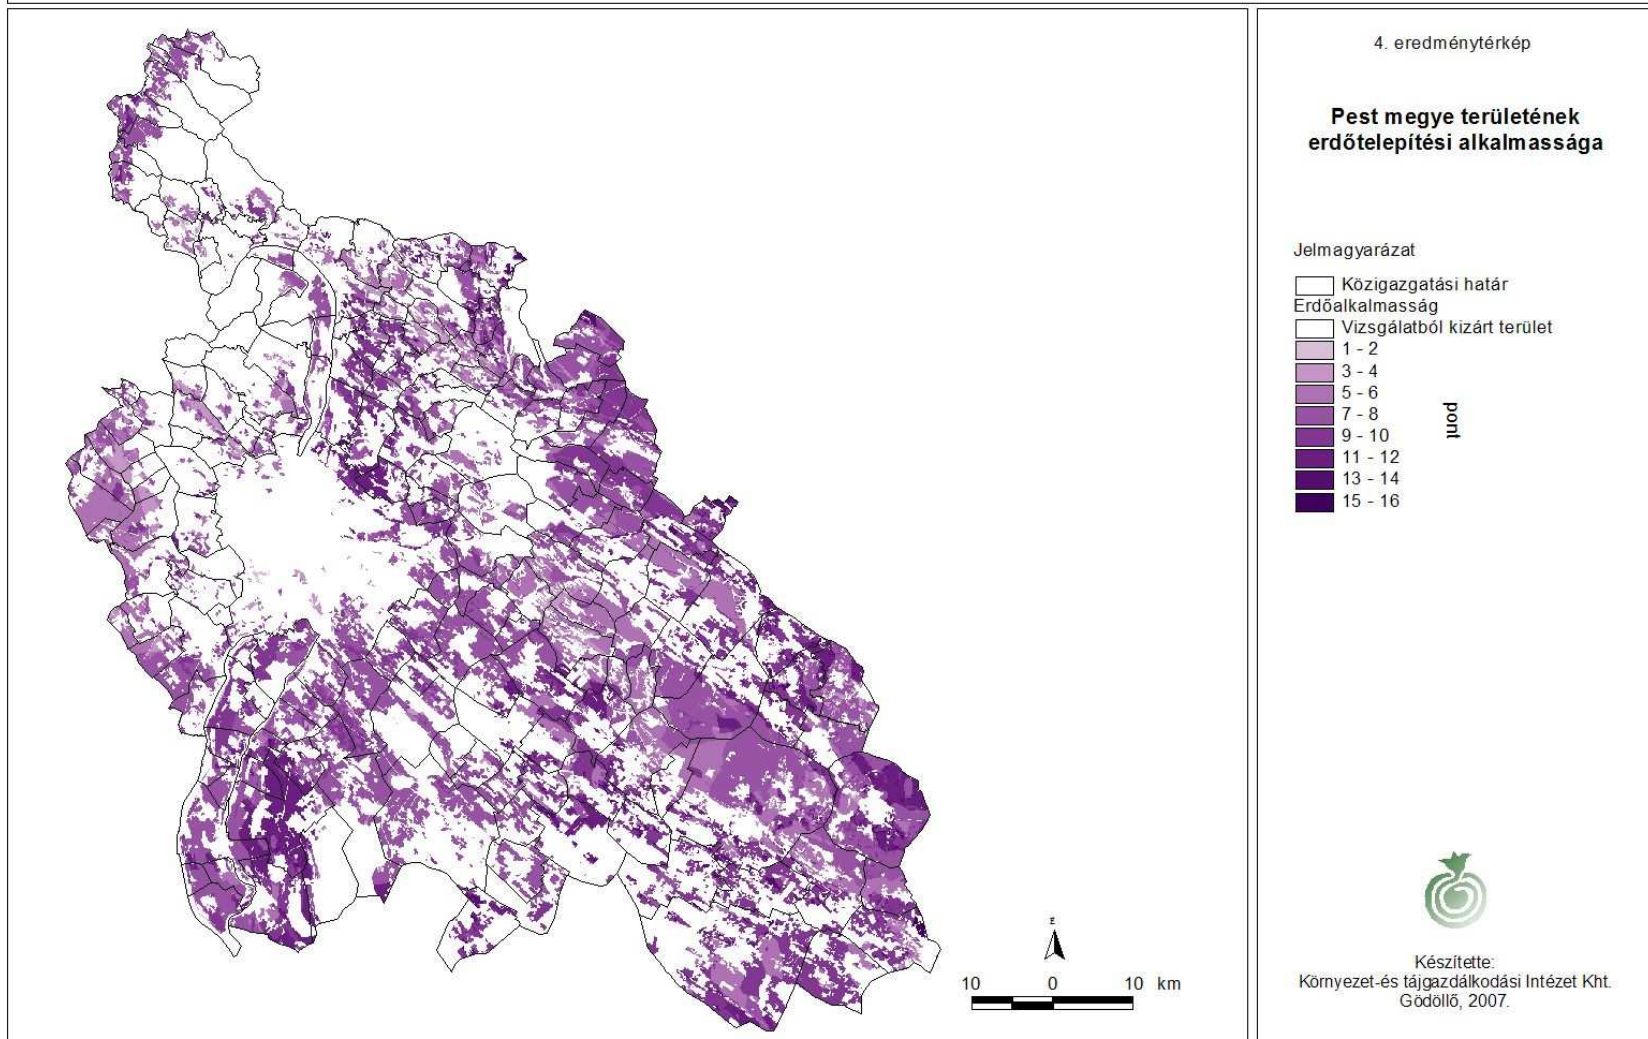 4. eredménytérkép
Pest megye területének
erdőtelepítési alkalmassága
Jelmagyarázat
Közigazgatási határ
Erdőalkalmasság
Vizsgálatból kizárt terület
1 - 2
3 - 4
5 - 6
7 - 8
9 - 10
11 - 12
13 - 14
15 - 16
pont
10 0 10 km
Készítette:
Környezet-és tájgazdálkodási Intézet Kht.
Gödöllő, 2007.